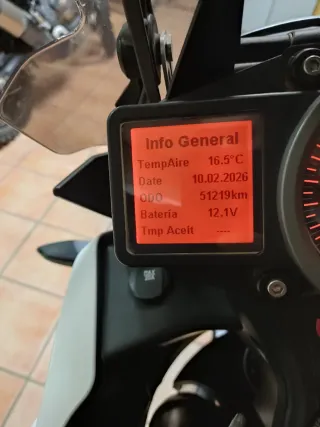 Info General
TempAire 16.5°C
Date 10.02.2026
ODO 51219km
Bateria 12.1V
Tmp Aceit ----